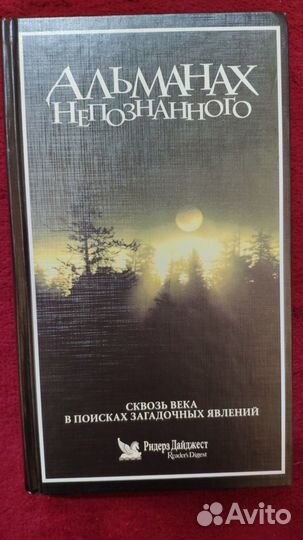 АЛЬМАНАХ
НЕПОЗНАННОГО
СКВОЗЬ ВЕКА
В ПОИСКАХ ЗАГАДОЧНЫХ ЯВЛЕНИЙ
Ридерз Дайджест
Reader's Digest
Avito